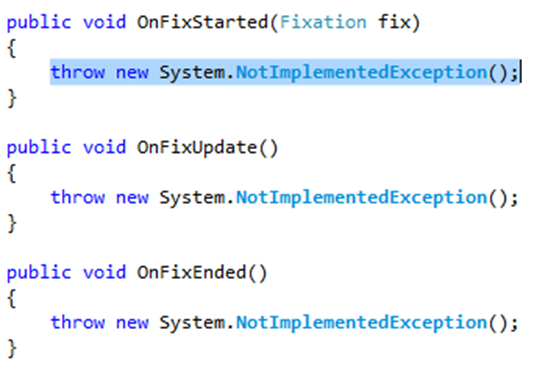 public void OnFixStarted(Fixation fix)
{
    throw new System.NotImplementedException();
}
public void OnFixUpdate()
{
    throw new System.NotImplementedException();
}
public void OnFixEnded()
{
    throw new System.NotImplementedException();
}